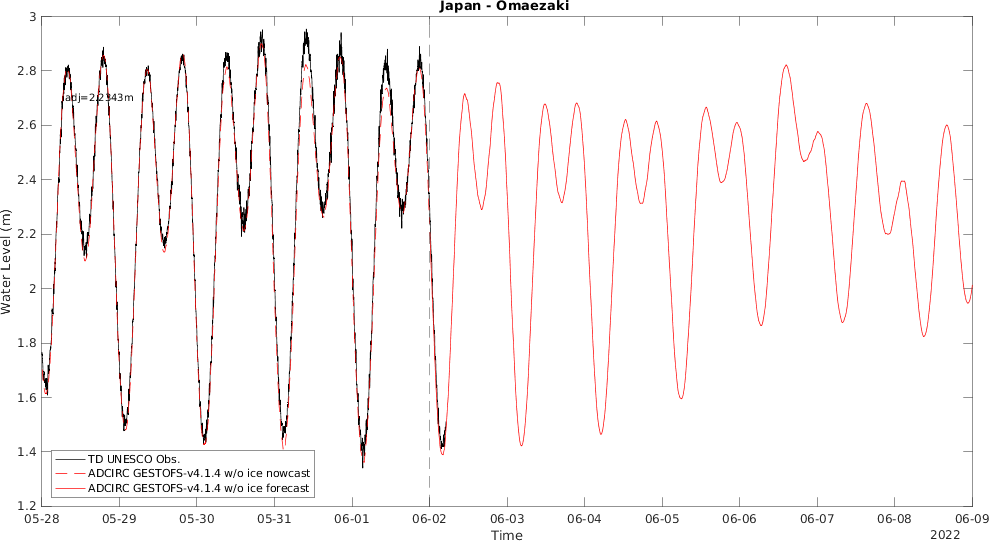 Japan - Omaezaki
3
2.8
2.6
2.4
2.2
2
1.8
1.6
1.4
1.2
Water Level (m)
adj=2.2343m
TD UNESCO Obs.
ADCIRC GESTOFS-v4.1.4 w/o ice nowcast
ADCIRC GESTOFS-v4.1.4 w/o ice forecast
05-28 05-29 05-30 05-31 06-01 06-02 06-03 06-04 06-05 06-06 06-07 06-08 06-09
Time
2022